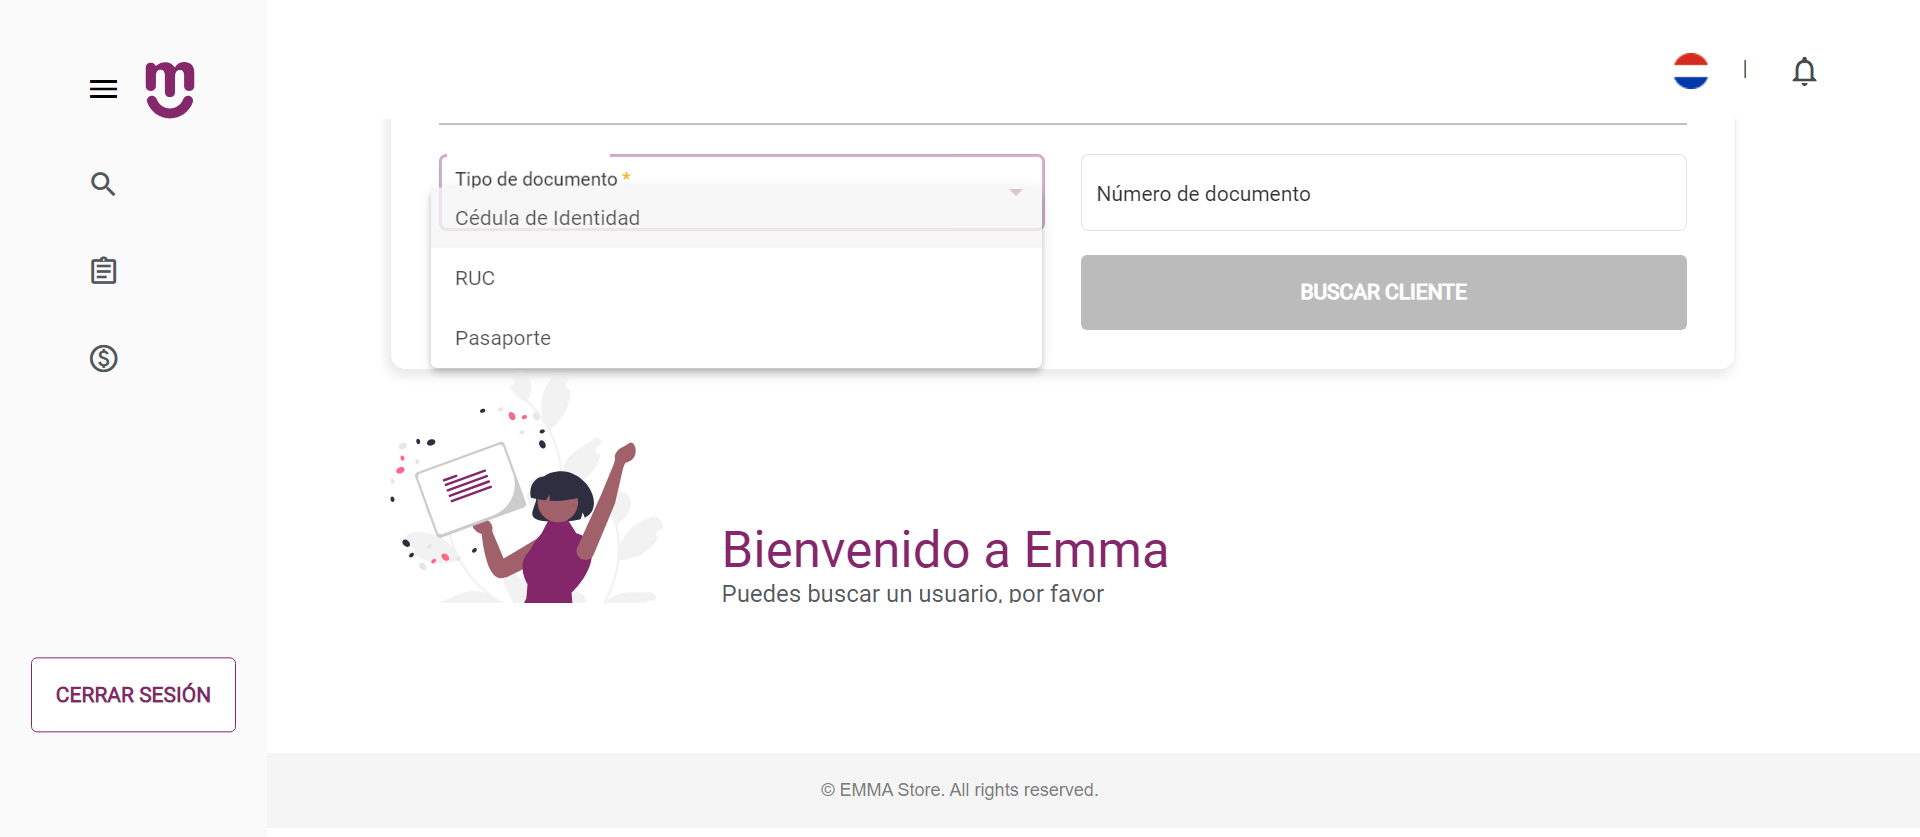 Tipo de documento *
Número de documento
Cédula de Identidad
RUC
Pasaporte
BUSCAR CLIENTE
Bienvenido a Emma
Puedes buscar un usuario, por favor
CERRAR SESIÓN
© EMMA Store. All rights reserved.